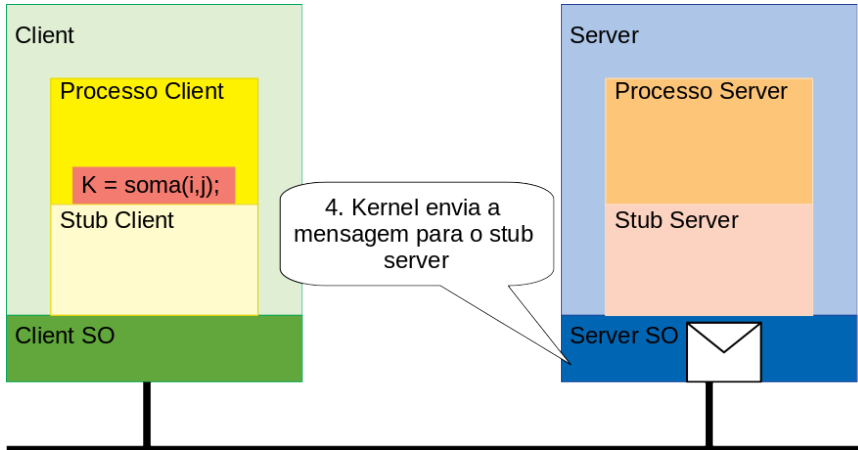 Client
Processo Client
K = soma(i,j);
Stub Client
Client SO
4. Kernel envia a
mensagem para o stub
server
Server
Processo Server
Stub Server
Server SO